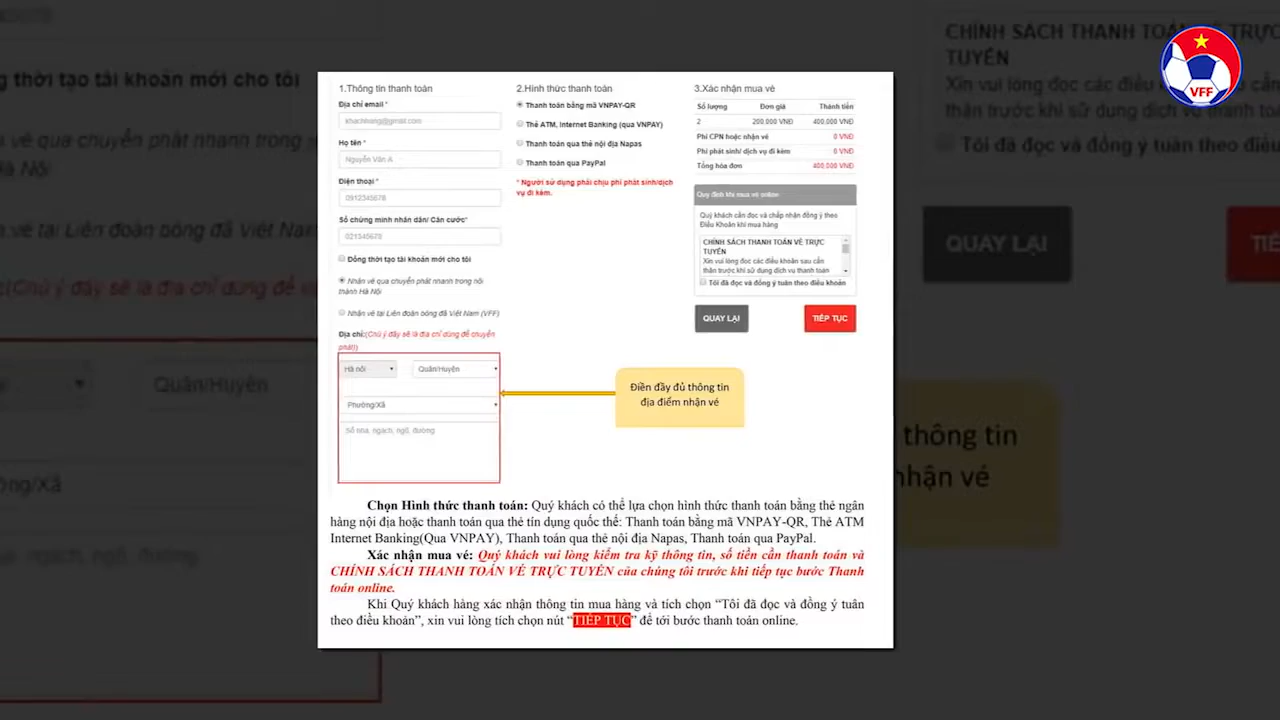 1.Thông tin thanh toán
Địa chỉ email *
khachhang@gmail.com
Họ tên *
Nguyễn Văn A
Điện thoại *
0912345678
Số chứng minh nhân dân/ Căn cước*
021345678
Đồng thời tạo tài khoản mới cho tôi
Nhận vé qua chuyển phát nhanh trong nội
thành Hà Nội
Nhận vé tại Liên đoàn bóng đá Việt Nam (VFF)
Địa chỉ:(Chú ý đây sẽ là địa chỉ dùng để chuyển
phát))
Hà nội
Quận/Huyện
Phường/Xã
Số nhà, ngách, ngõ, đường
2.Hình thức thanh toán
Thanh toán bằng mã VNPAY-QR
Thẻ ATM, Internet Banking (qua VNPAY)
Thanh toán qua thẻ nội địa Napas
Thanh toán qua PayPal
* Người sử dụng phải chịu phí phát sinh/dịch
vụ đi kèm.
3.Xác nhận mua vé
Số lượng Đơn giá Thành tiền
2 200,000 VNĐ 400,000 VNĐ
Phí CPN hoặc nhận vé 0 VNĐ
Phí phát sinh/ dịch vụ đi kèm 0 VNĐ
Tổng hóa đơn 400,000 VNĐ
Quy định khi mua vé online:
Quý khách cần đọc và chấp nhận đồng ý theo
Điều Khoản khi mua hàng
CHÍNH SÁCH THANH TOÁN VÉ TRỰC
TUYẾN
Xin vui lòng đọc các điều khoản sau cẩn
thận trước khi sử dụng dịch vụ thanh toán
Tôi đã đọc và đồng ý tuân theo điều khoản
QUAY LẠI
TIẾP TỤC
Điền đầy đủ thông tin
địa điểm nhận vé
Chọn Hình thức thanh toán: Quý khách có thể lựa chọn hình thức thanh toán bằng thẻ ngân
hàng nội địa hoặc thanh toán qua thẻ tín dụng quốc thế: Thanh toán bằng mã VNPAY-QR, Thẻ ATM
Internet Banking(Qua VNPAY), Thanh toán qua thẻ nội địa Napas, Thanh toán qua PayPal.
Xác nhận mua vé: Quý khách vui lòng kiểm tra kỹ thông tin, số tiền cần thanh toán và
CHÍNH SÁCH THANH TOÁN VÉ TRỰC TUYẾN của chúng tôi trước khi tiếp tục bước Thanh
toán online.
Khi Quý khách hàng xác nhận thông tin mua hàng và tích chọn “Tôi đã đọc và đồng ý tuân
theo điều khoản”, xin vui lòng tích chọn nút “TIẾP TỤC” để tới bước thanh toán online.
VFF